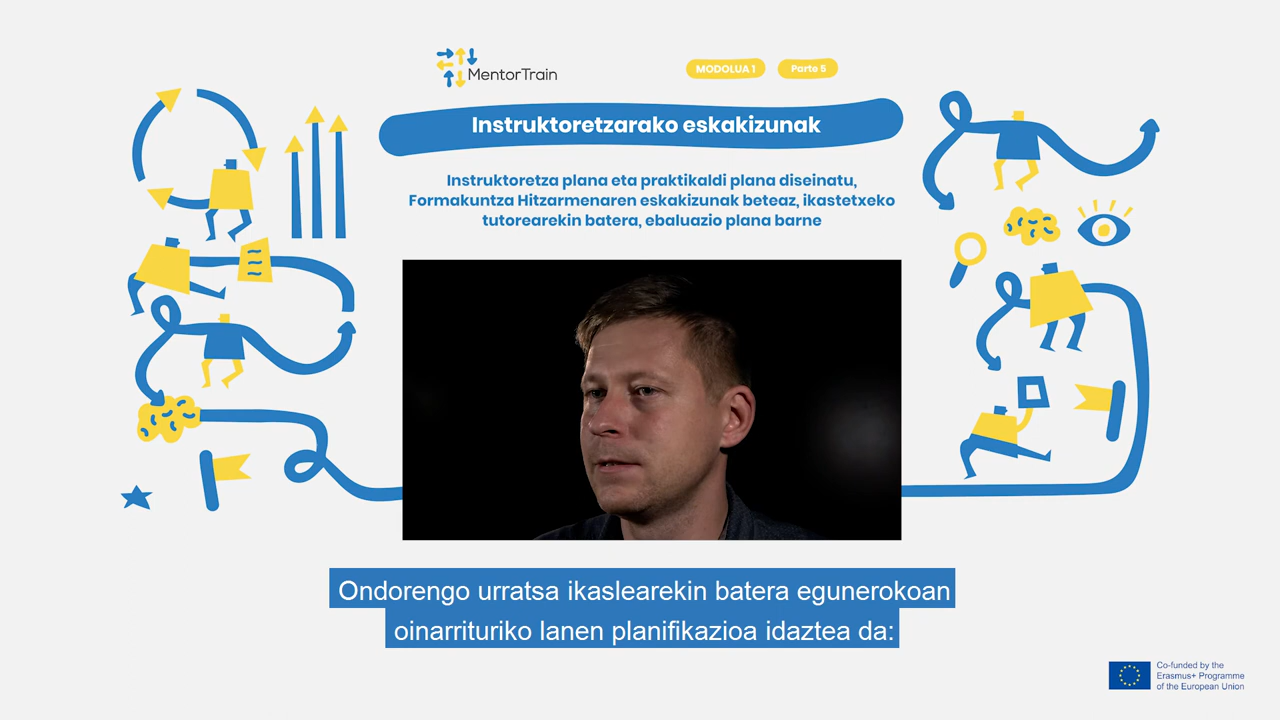 MentorTrain
MODOLUA 1
Parte 5
Instruktoretzarako eskakizunak
Instruktoretza plana eta praktikaldi plana diseinatu,
Formakuntza Hitzarmenaren eskakizunak beteaz, ikastetxeko
tutorearekin batera, ebaluazio plana barne
Ondorengo urratsa ikaslearekin batera egunerokoan
oinarrituriko lanen planifikazioa idaztea da:
Co-funded by the
Erasmus+ Programme
of the European Union